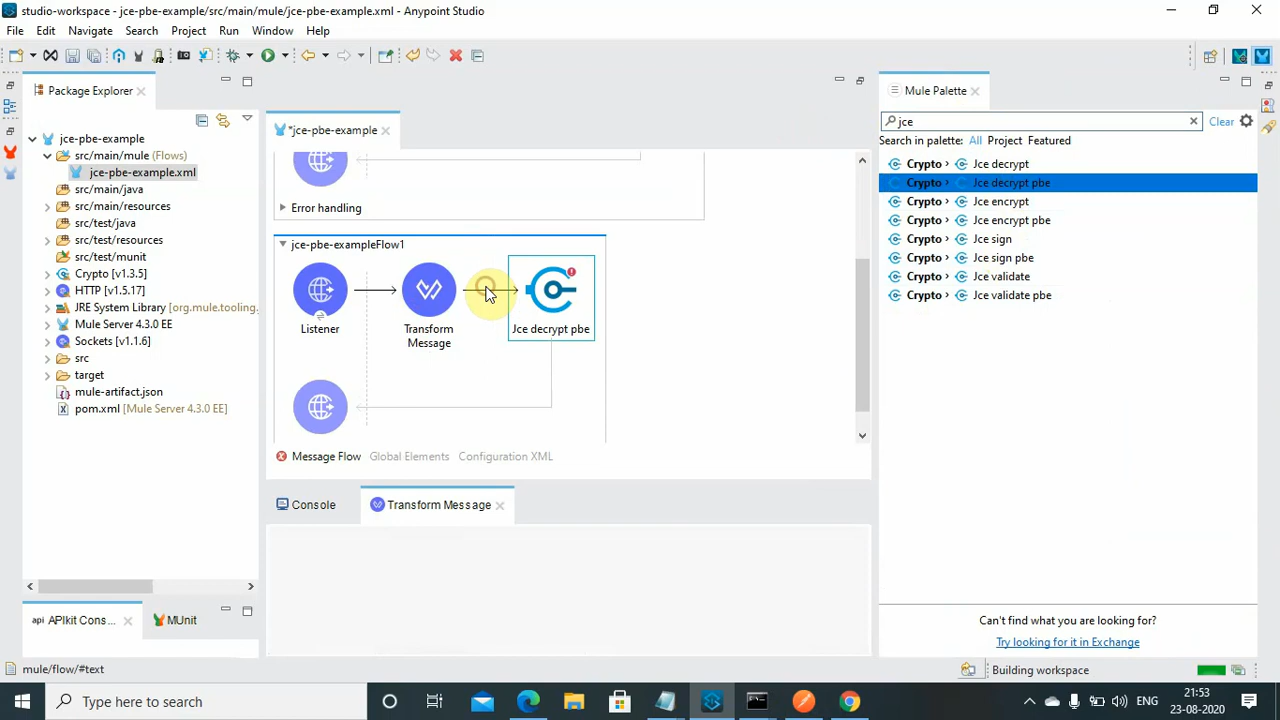 studio-workspace - jce-pbe-example/src/main/mule/jce-pbe-example.xml - Anypoint Studio
File Edit Navigate Search Project Run Window Help
Package Explorer
jce-pbe-example
src/main/mule (Flows)
jce-pbe-example.xml
src/main/java
src/main/resources
src/test/java
src/test/resources
src/test/munit
Crypto [v1.3.5]
HTTP [v1.5.17]
JRE System Library [org.mule.tooling.
Mule Server 4.3.0 EE
Sockets [v1.1.6]
src
target
mule-artifact.json
pom.xml [Mule Server 4.3.0 EE]
api APIkit Cons...
MUnit
*jce-pbe-example
Error handling
jce-pbe-exampleFlow1
Listener
Transform Message
Jce decrypt pbe
Message Flow Global Elements Configuration XML
Console
Transform Message
Mule Palette
jce
Clear
Search in palette: All Project Featured
Crypto › Jce decrypt
Crypto › Jce decrypt pbe
Crypto › Jce encrypt
Crypto › Jce encrypt pbe
Crypto › Jce sign
Crypto › Jce sign pbe
Crypto › Jce validate
Crypto › Jce validate pbe
Can't find what you are looking for?
Try looking for it in Exchange
mule/flow/#text
Building workspace
Type here to search
ENG
21:53
23-08-2020